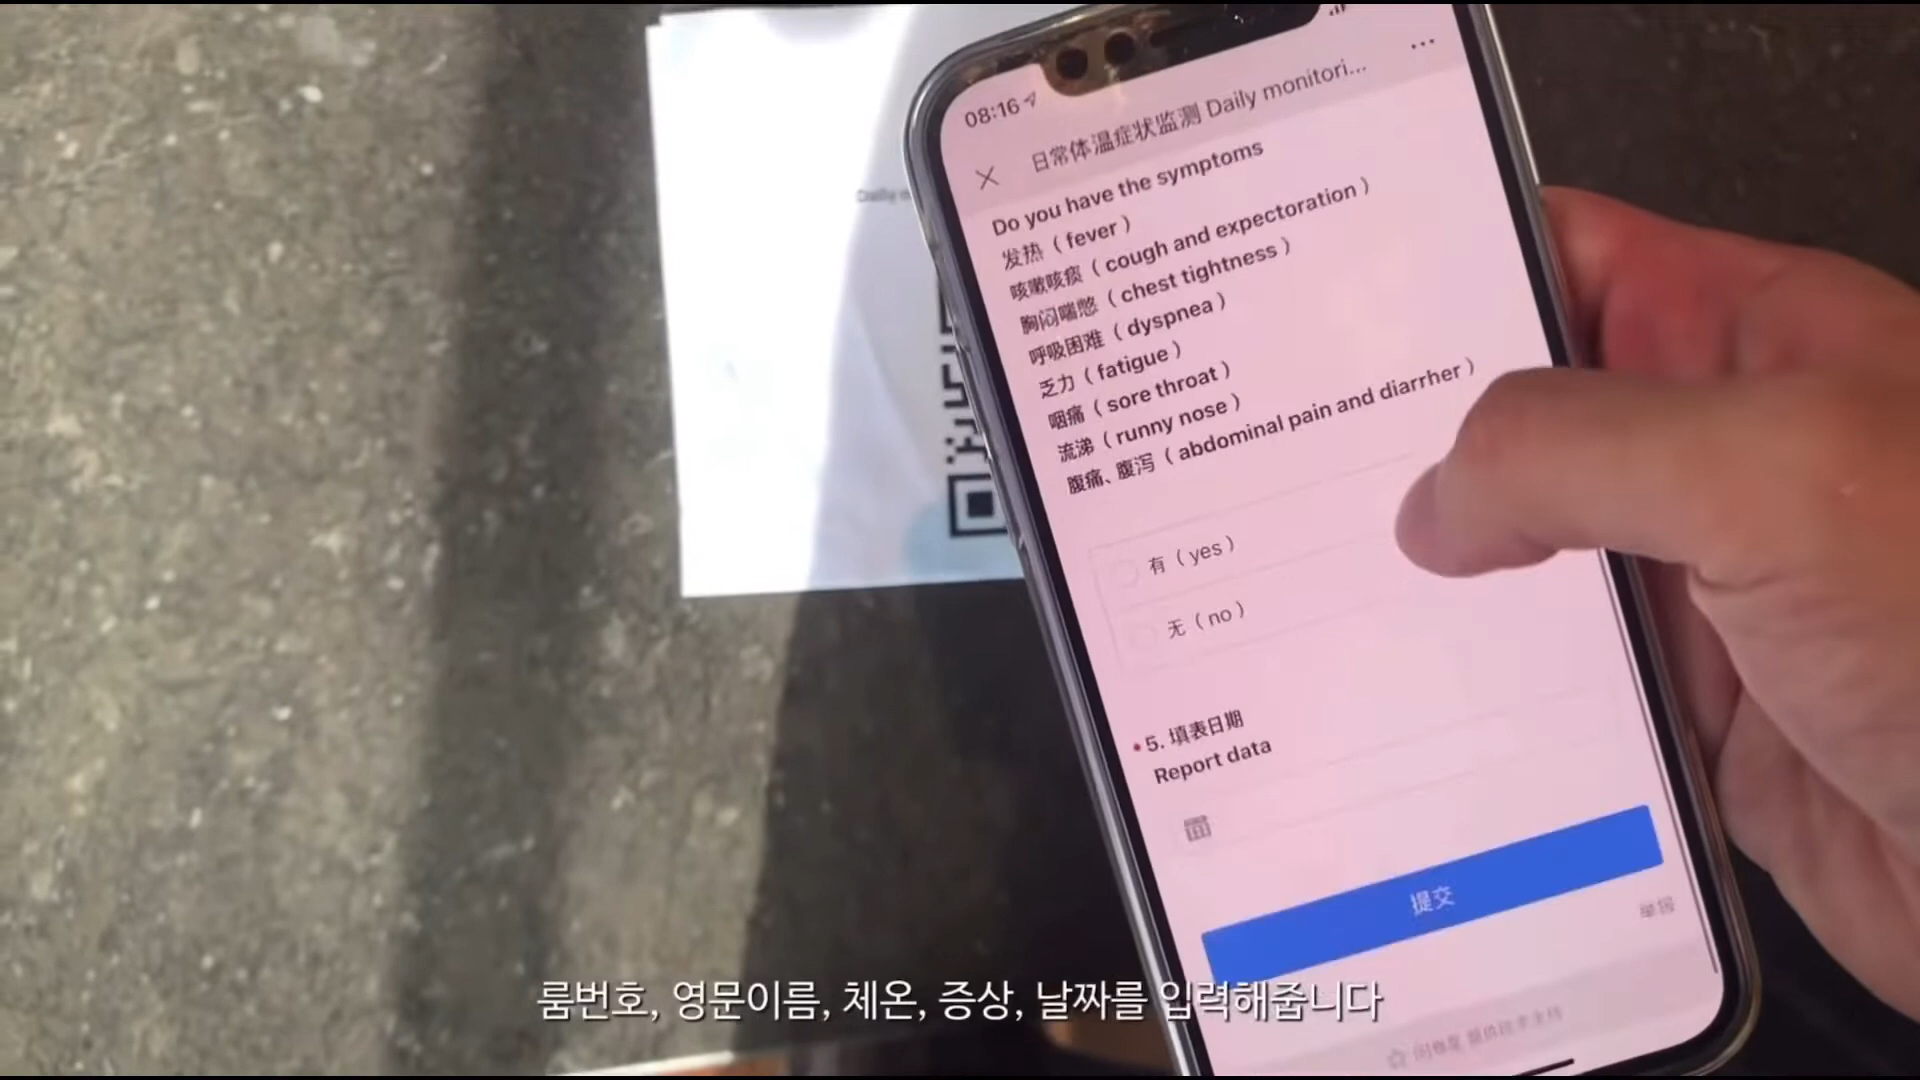 08:16
日常体温症状监测 Daily monitori...
Do you have the symptoms
发热（fever）
咳嗽咳痰（cough and expectoration）
胸闷喘憋（chest tightness）
呼吸困难（dyspnea）
乏力（fatigue）
咽痛（sore throat）
流涕（runny nose）
腹痛、腹泻（abdominal pain and diarrher）
有（yes）
无（no）
5. 填表日期
Report data
提交
举报
룸번호, 영문이름, 체온, 증상, 날짜를 입력해줍니다